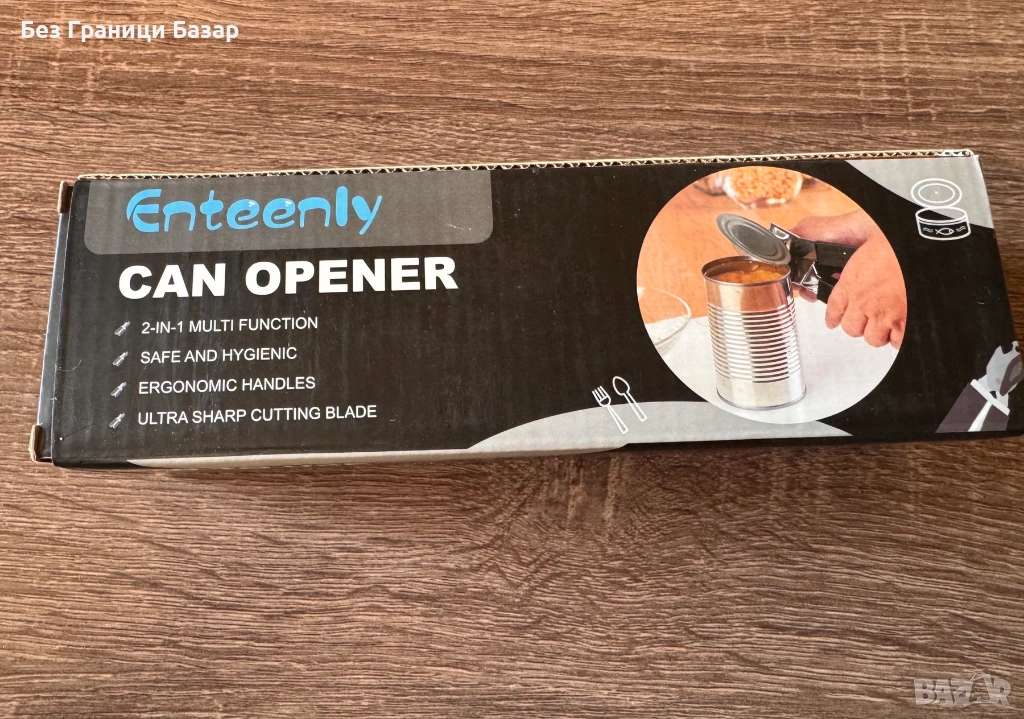 Без Граници Базар
Enteenly
CAN OPENER
2-IN-1 MULTI FUNCTION
SAFE AND HYGIENIC
ERGONOMIC HANDLES
ULTRA SHARP CUTTING BLADE
BAZAR